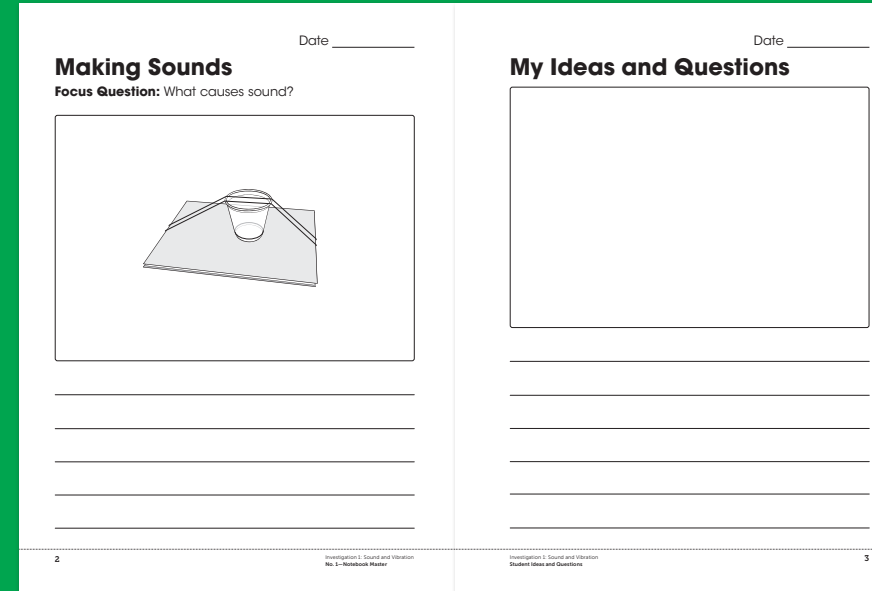 Date
Making Sounds
Focus Question: What causes sound?
2
Investigation 1: Sound and Vibration
No. 1—Notebook Master
Date
My Ideas and Questions
Investigation 1: Sound and Vibration
Student Ideas and Questions
3